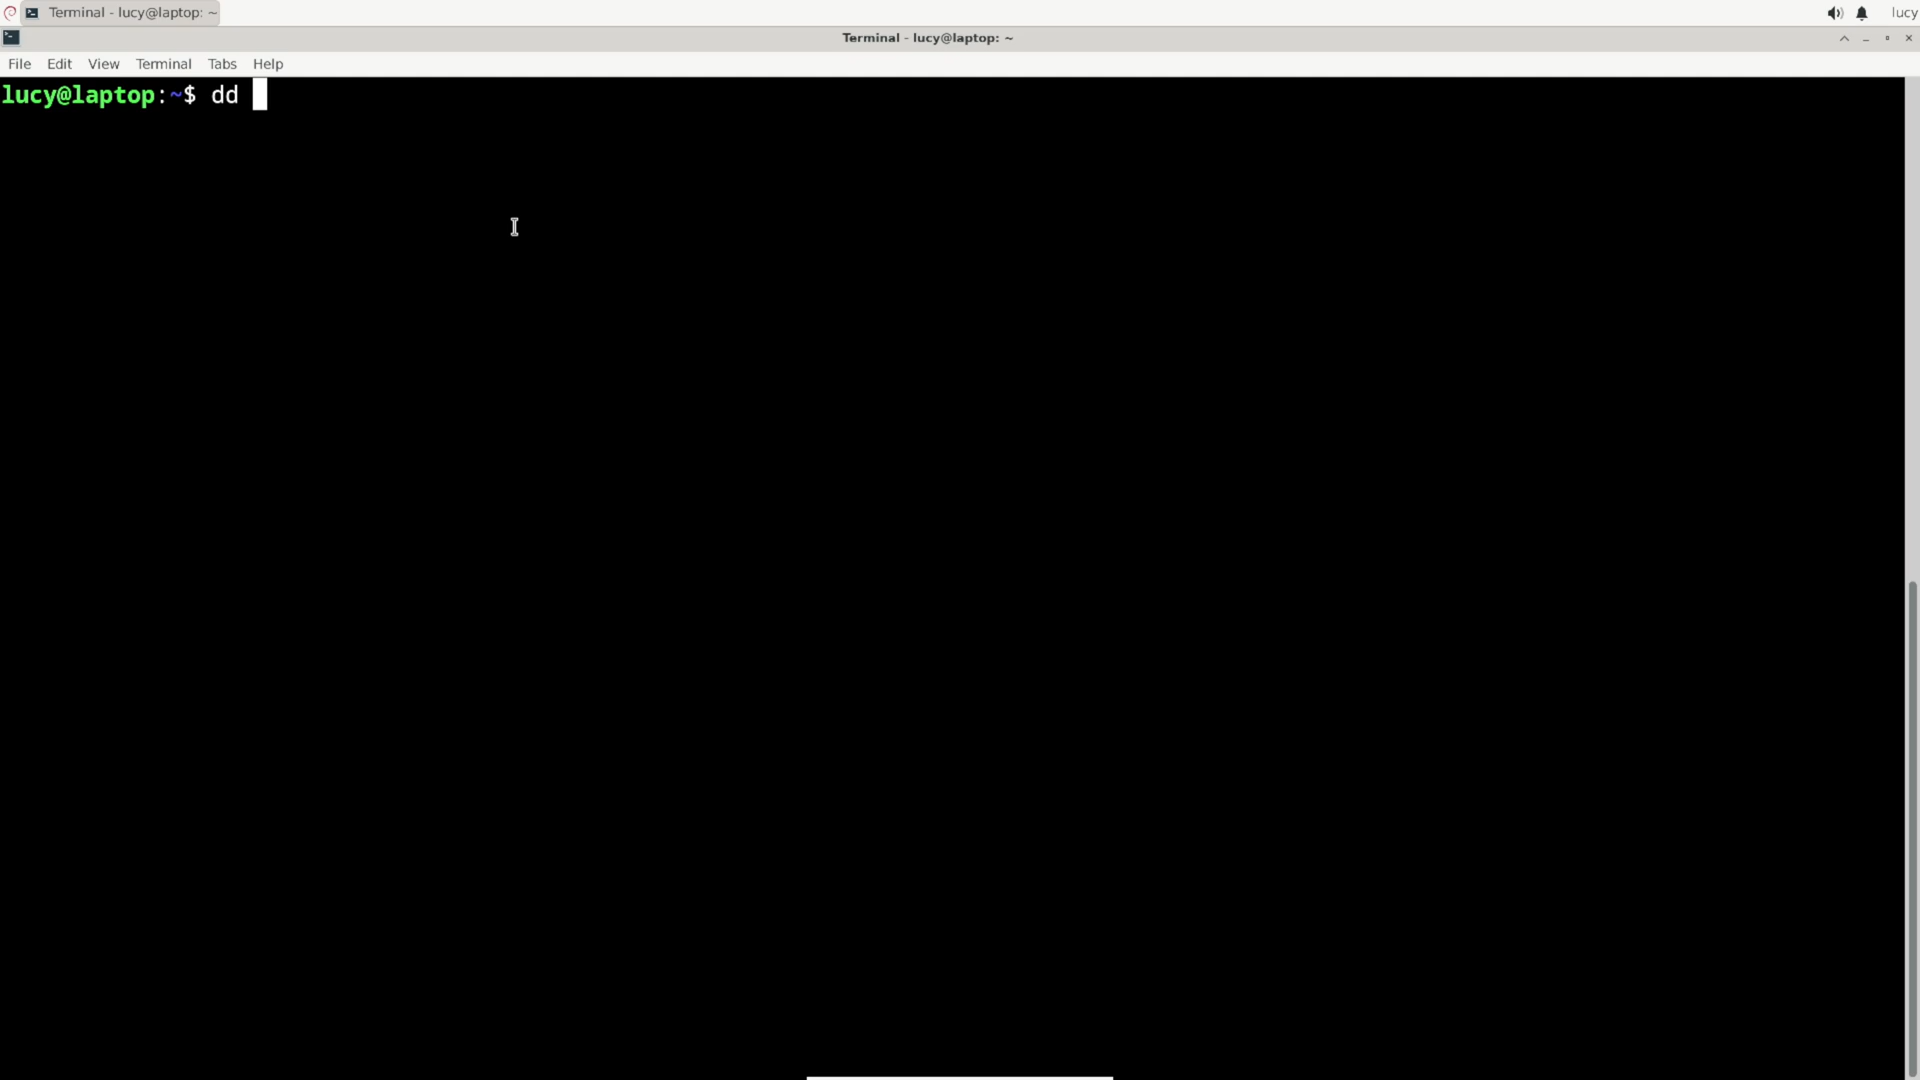 Terminal - lucy@laptop: ~
lucy
Terminal - lucy@laptop: ~
File Edit View Terminal Tabs Help
lucy@laptop:~$ dd